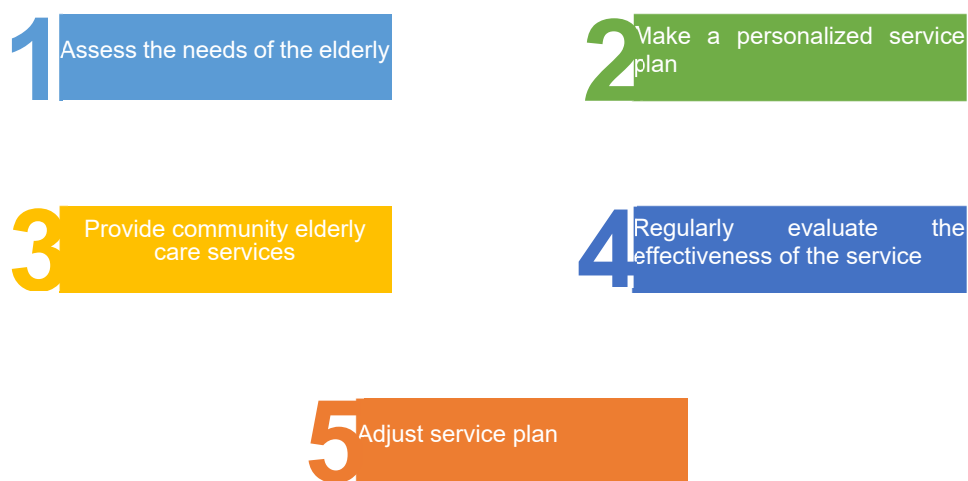 1 Assess the needs of the elderly
2 Make a personalized service
plan
3 Provide community elderly
care services
4 Regularly evaluate the
effectiveness of the service
5 Adjust service plan